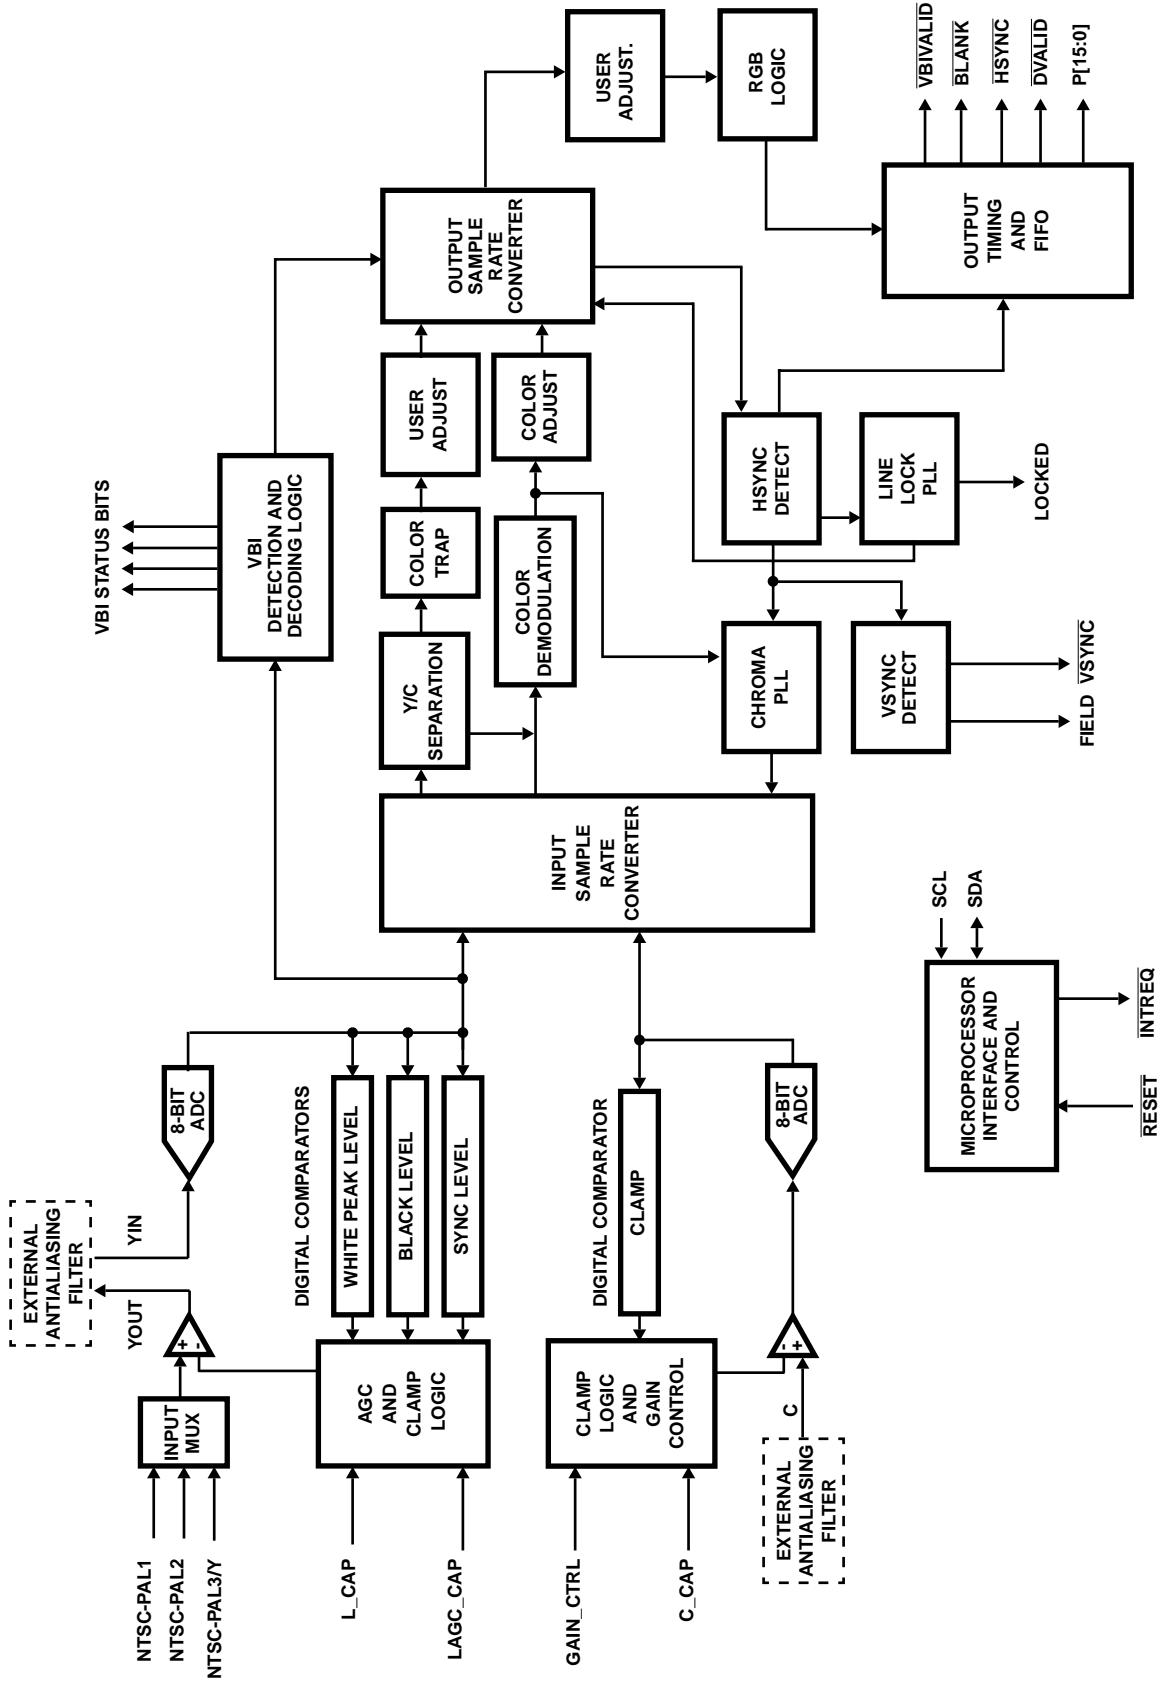 NTSC-PAL1
NTSC-PAL2
NTSC-PAL3/Y
INPUT
MUX
+
-
YOUT
YIN
EXTERNAL
ANTIALIASING
FILTER
8-BIT
ADC
L_CAP
LAGC_CAP
AGC
AND
CLAMP
LOGIC
DIGITAL COMPARATORS
WHITE PEAK LEVEL
BLACK LEVEL
SYNC LEVEL
GAIN_CTRL
C_CAP
CLAMP
LOGIC
AND
GAIN
CONTROL
DIGITAL COMPARATOR
CLAMP
EXTERNAL
ANTIALIASING
FILTER
C
-
+
8-BIT
ADC
INPUT
SAMPLE
RATE
CONVERTER
VBI STATUS BITS
VBI
DETECTION AND
DECODING LOGIC
Y/C
SEPARATION
COLOR
TRAP
USER
ADJUST
COLOR
DEMODULATION
COLOR
ADJUST
OUTPUT
SAMPLE
RATE
CONVERTER
USER
ADJUST.
RGB
LOGIC
CHROMA
PLL
HSYNC
DETECT
LINE
LOCK
PLL
LOCKED
VSYNC
DETECT
FIELD
VSYNC
OUTPUT
TIMING
AND
FIFO
VBIVALID
BLANK
HSYNC
DVALID
P[15:0]
MICROPROCESSOR
INTERFACE AND
CONTROL
SCL
SDA
RESET
INTREQ